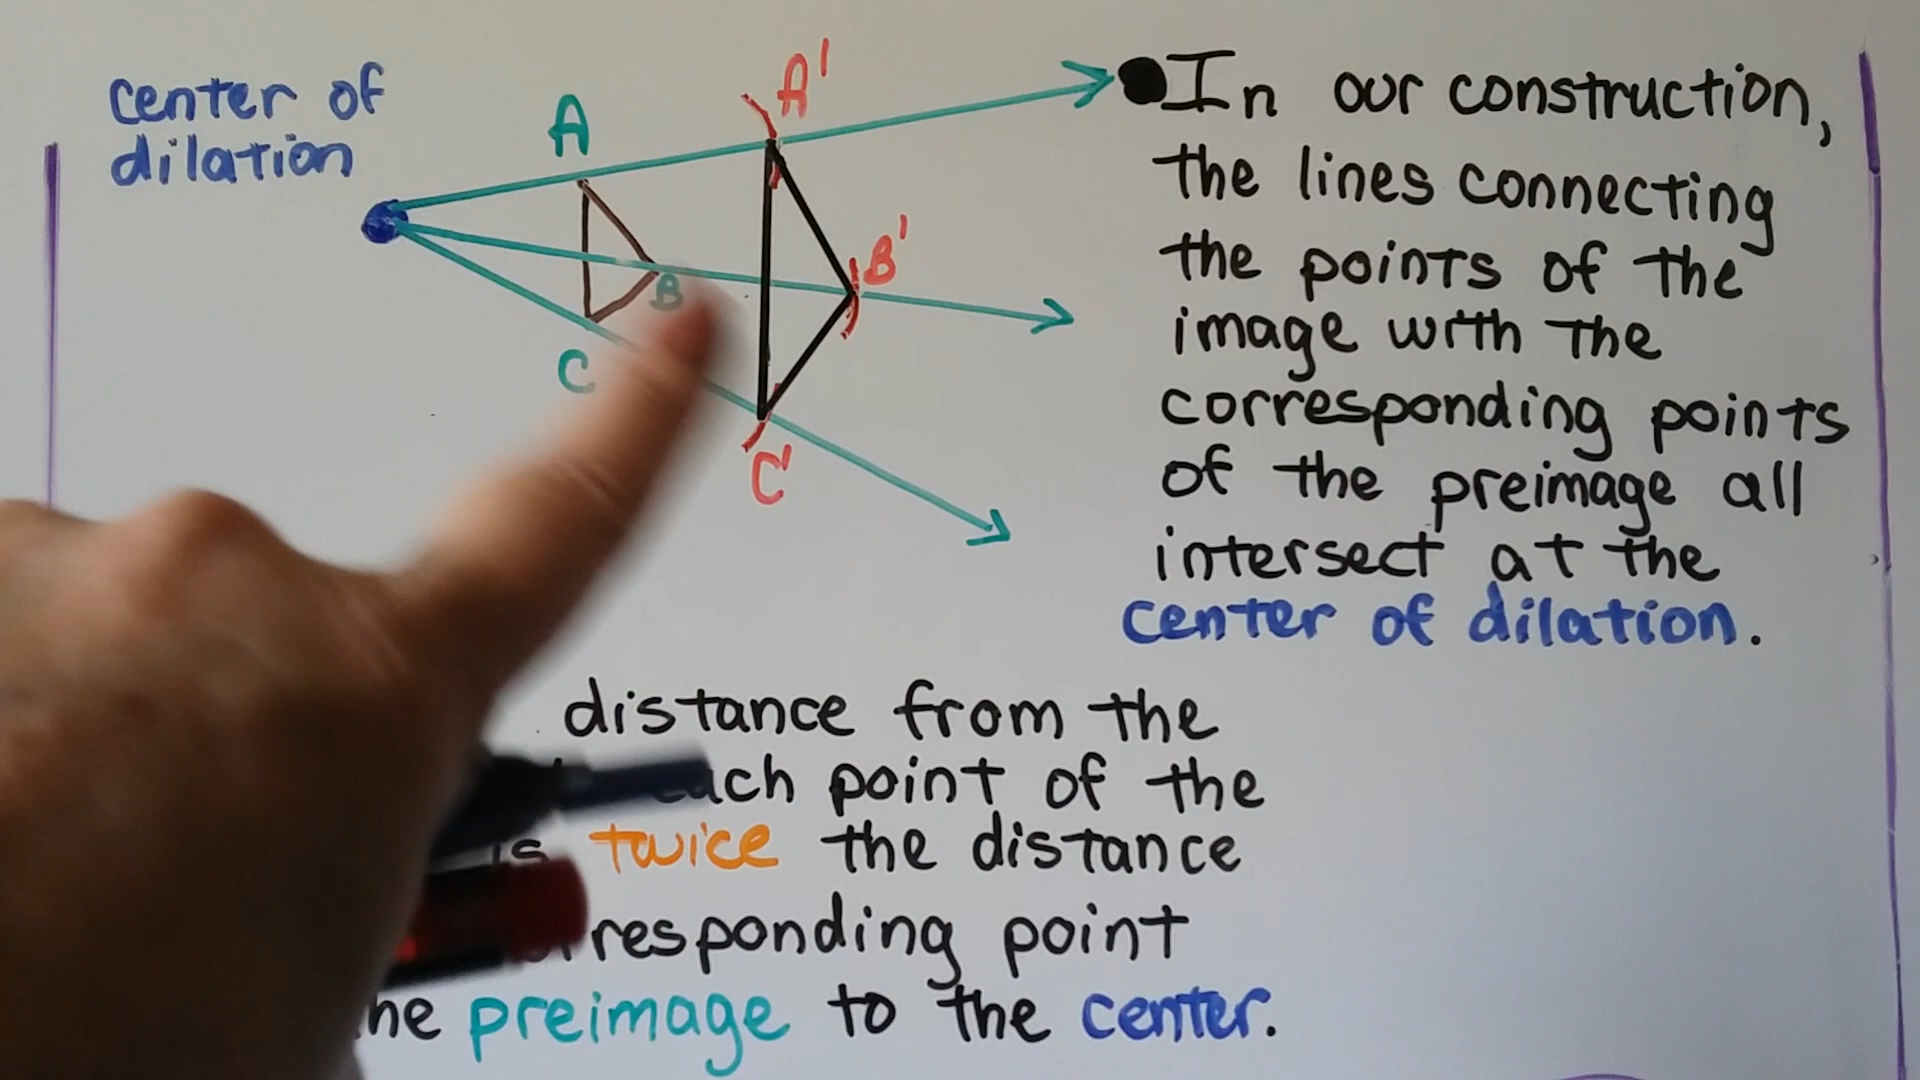 center of
dilation
A
A'
B
B'
C
C'
In our construction,
the lines connecting
the points of the
image with the
corresponding points
of the preimage all
intersect at the
center of dilation.
distance from the
point of the
twice the distance
point
preimage to the center.